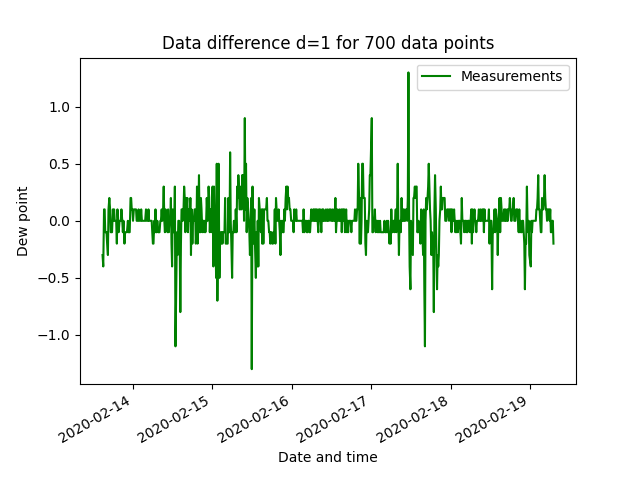 Data difference d=1 for 700 data points
Measurements
Dew point
1.0
0.5
0.0
−0.5
−1.0
2020-02-14
2020-02-15
2020-02-16
2020-02-17
2020-02-18
2020-02-19
Date and time